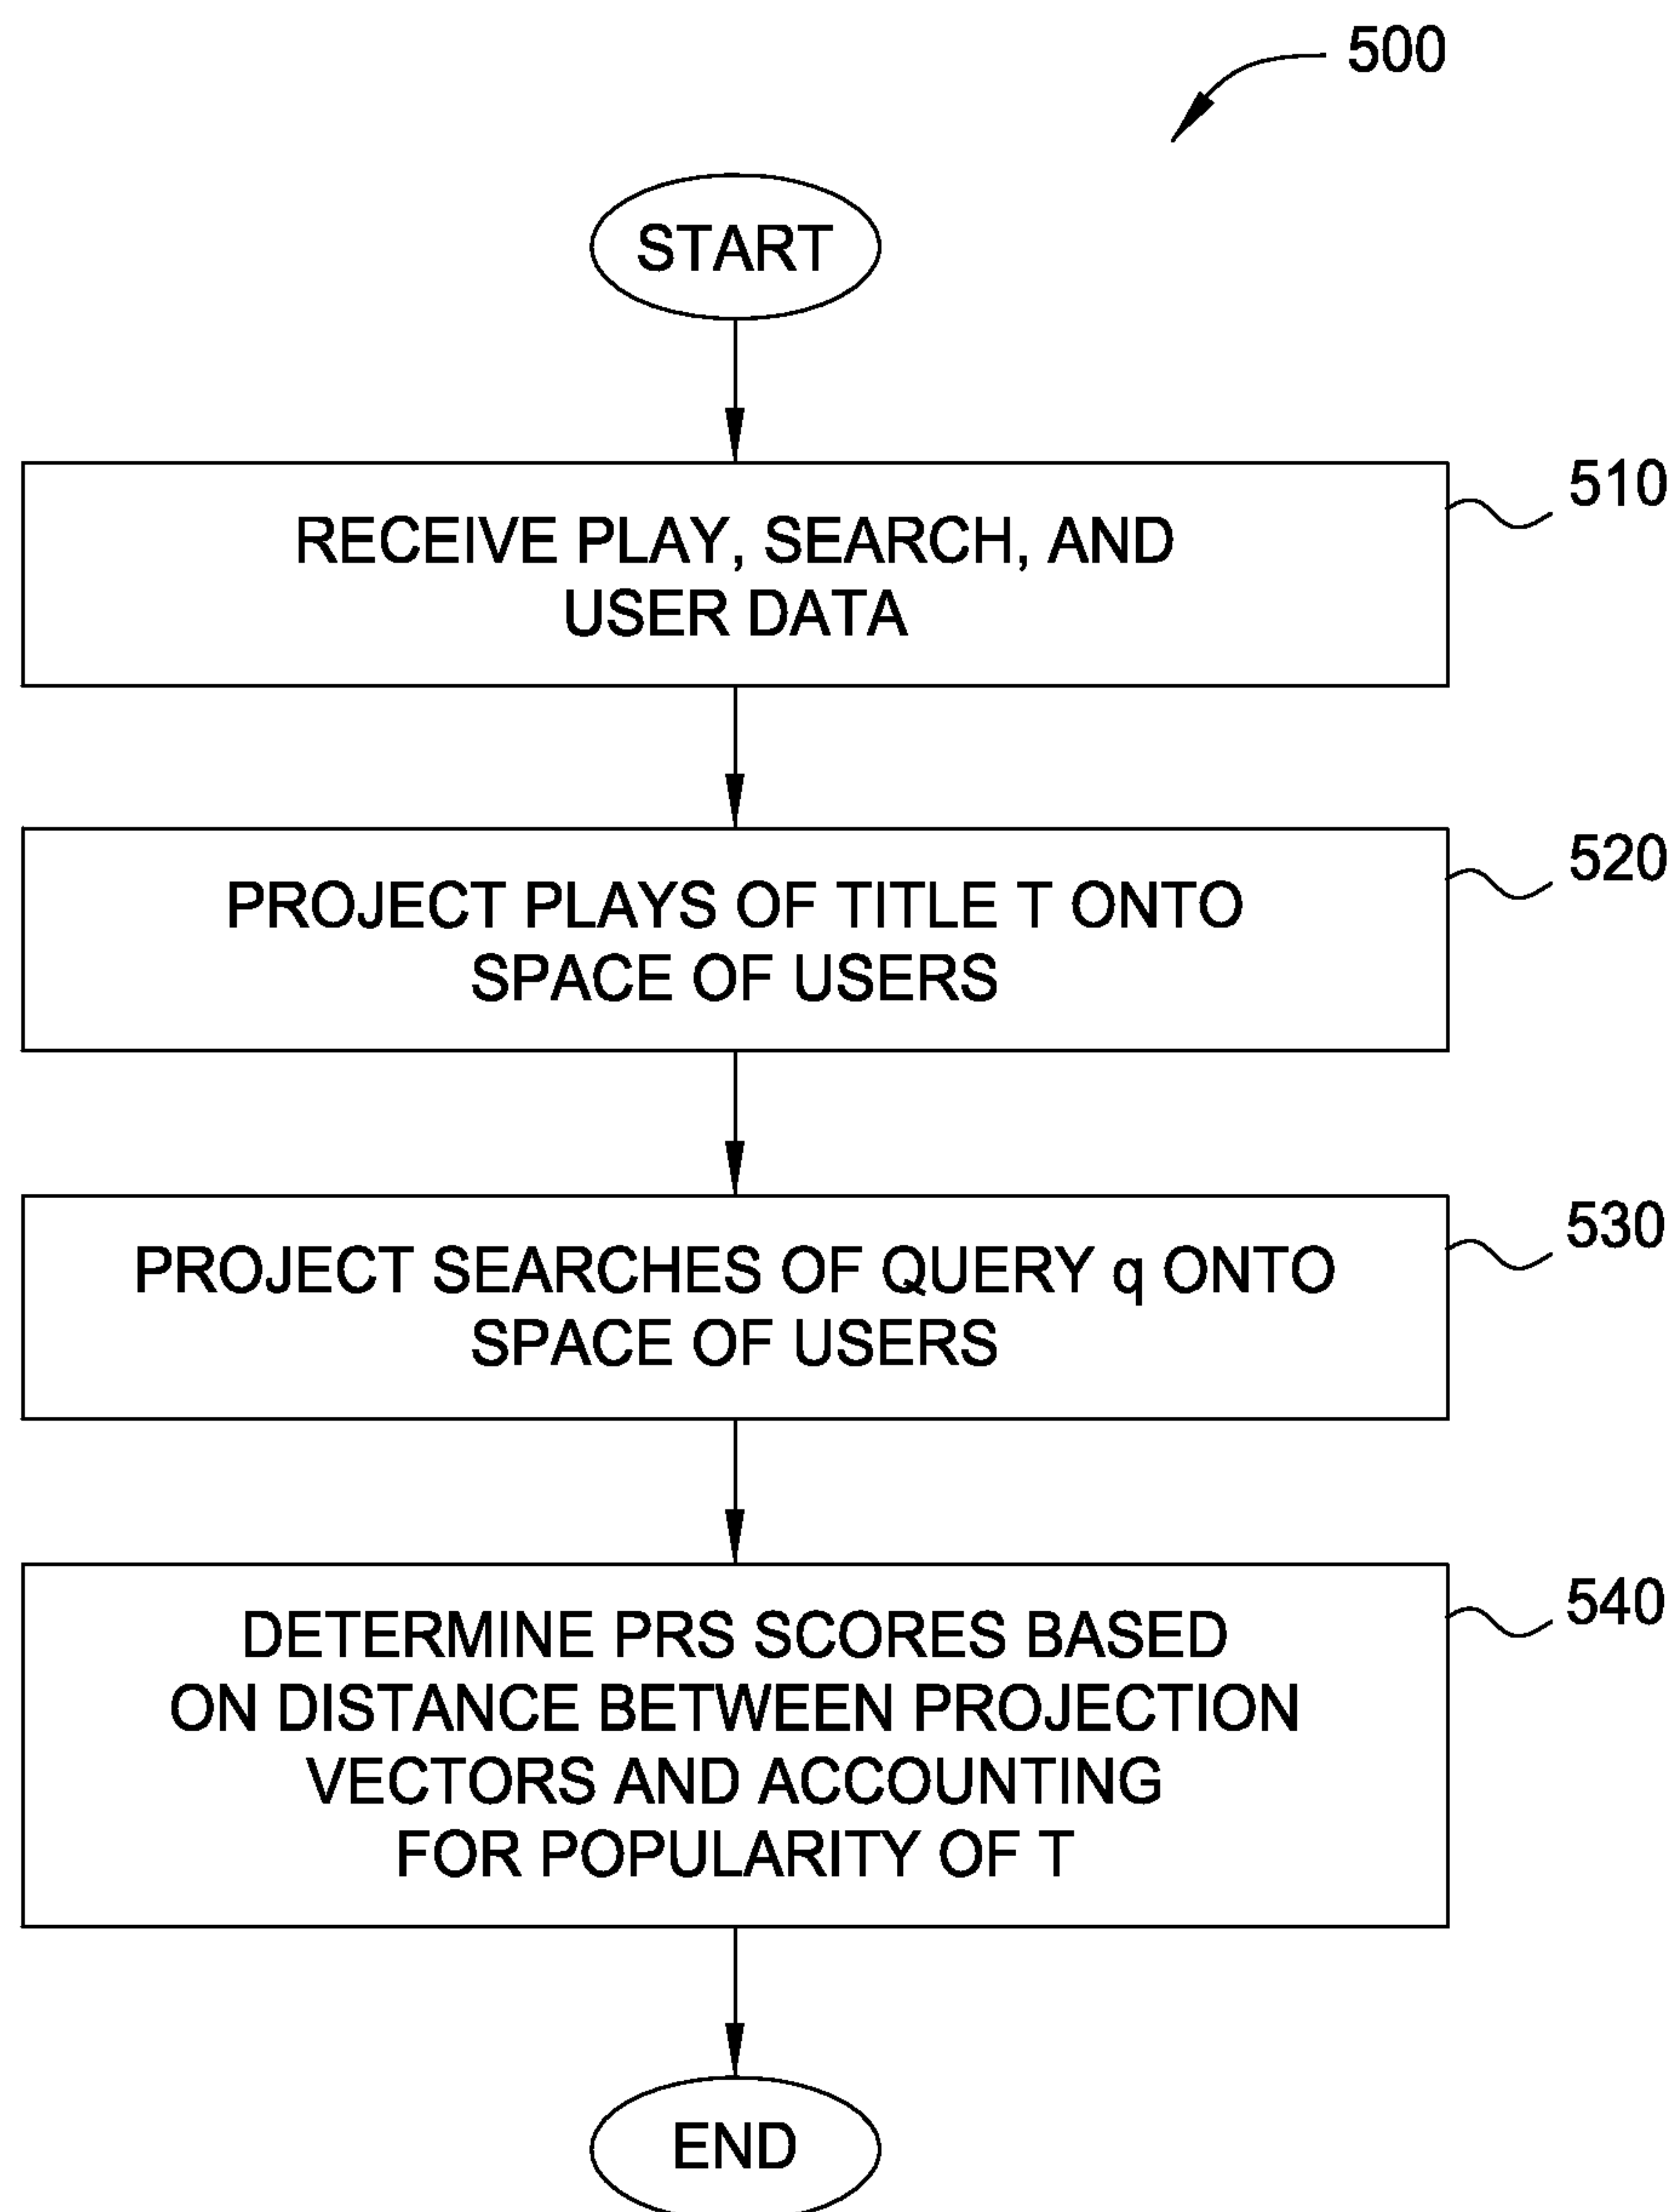 500
START
RECEIVE PLAY, SEARCH, AND
USER DATA
510
PROJECT PLAYS OF TITLE T ONTO
SPACE OF USERS
520
PROJECT SEARCHES OF QUERY q ONTO
SPACE OF USERS
530
DETERMINE PRS SCORES BASED
ON DISTANCE BETWEEN PROJECTION
VECTORS AND ACCOUNTING
FOR POPULARITY OF T
540
END